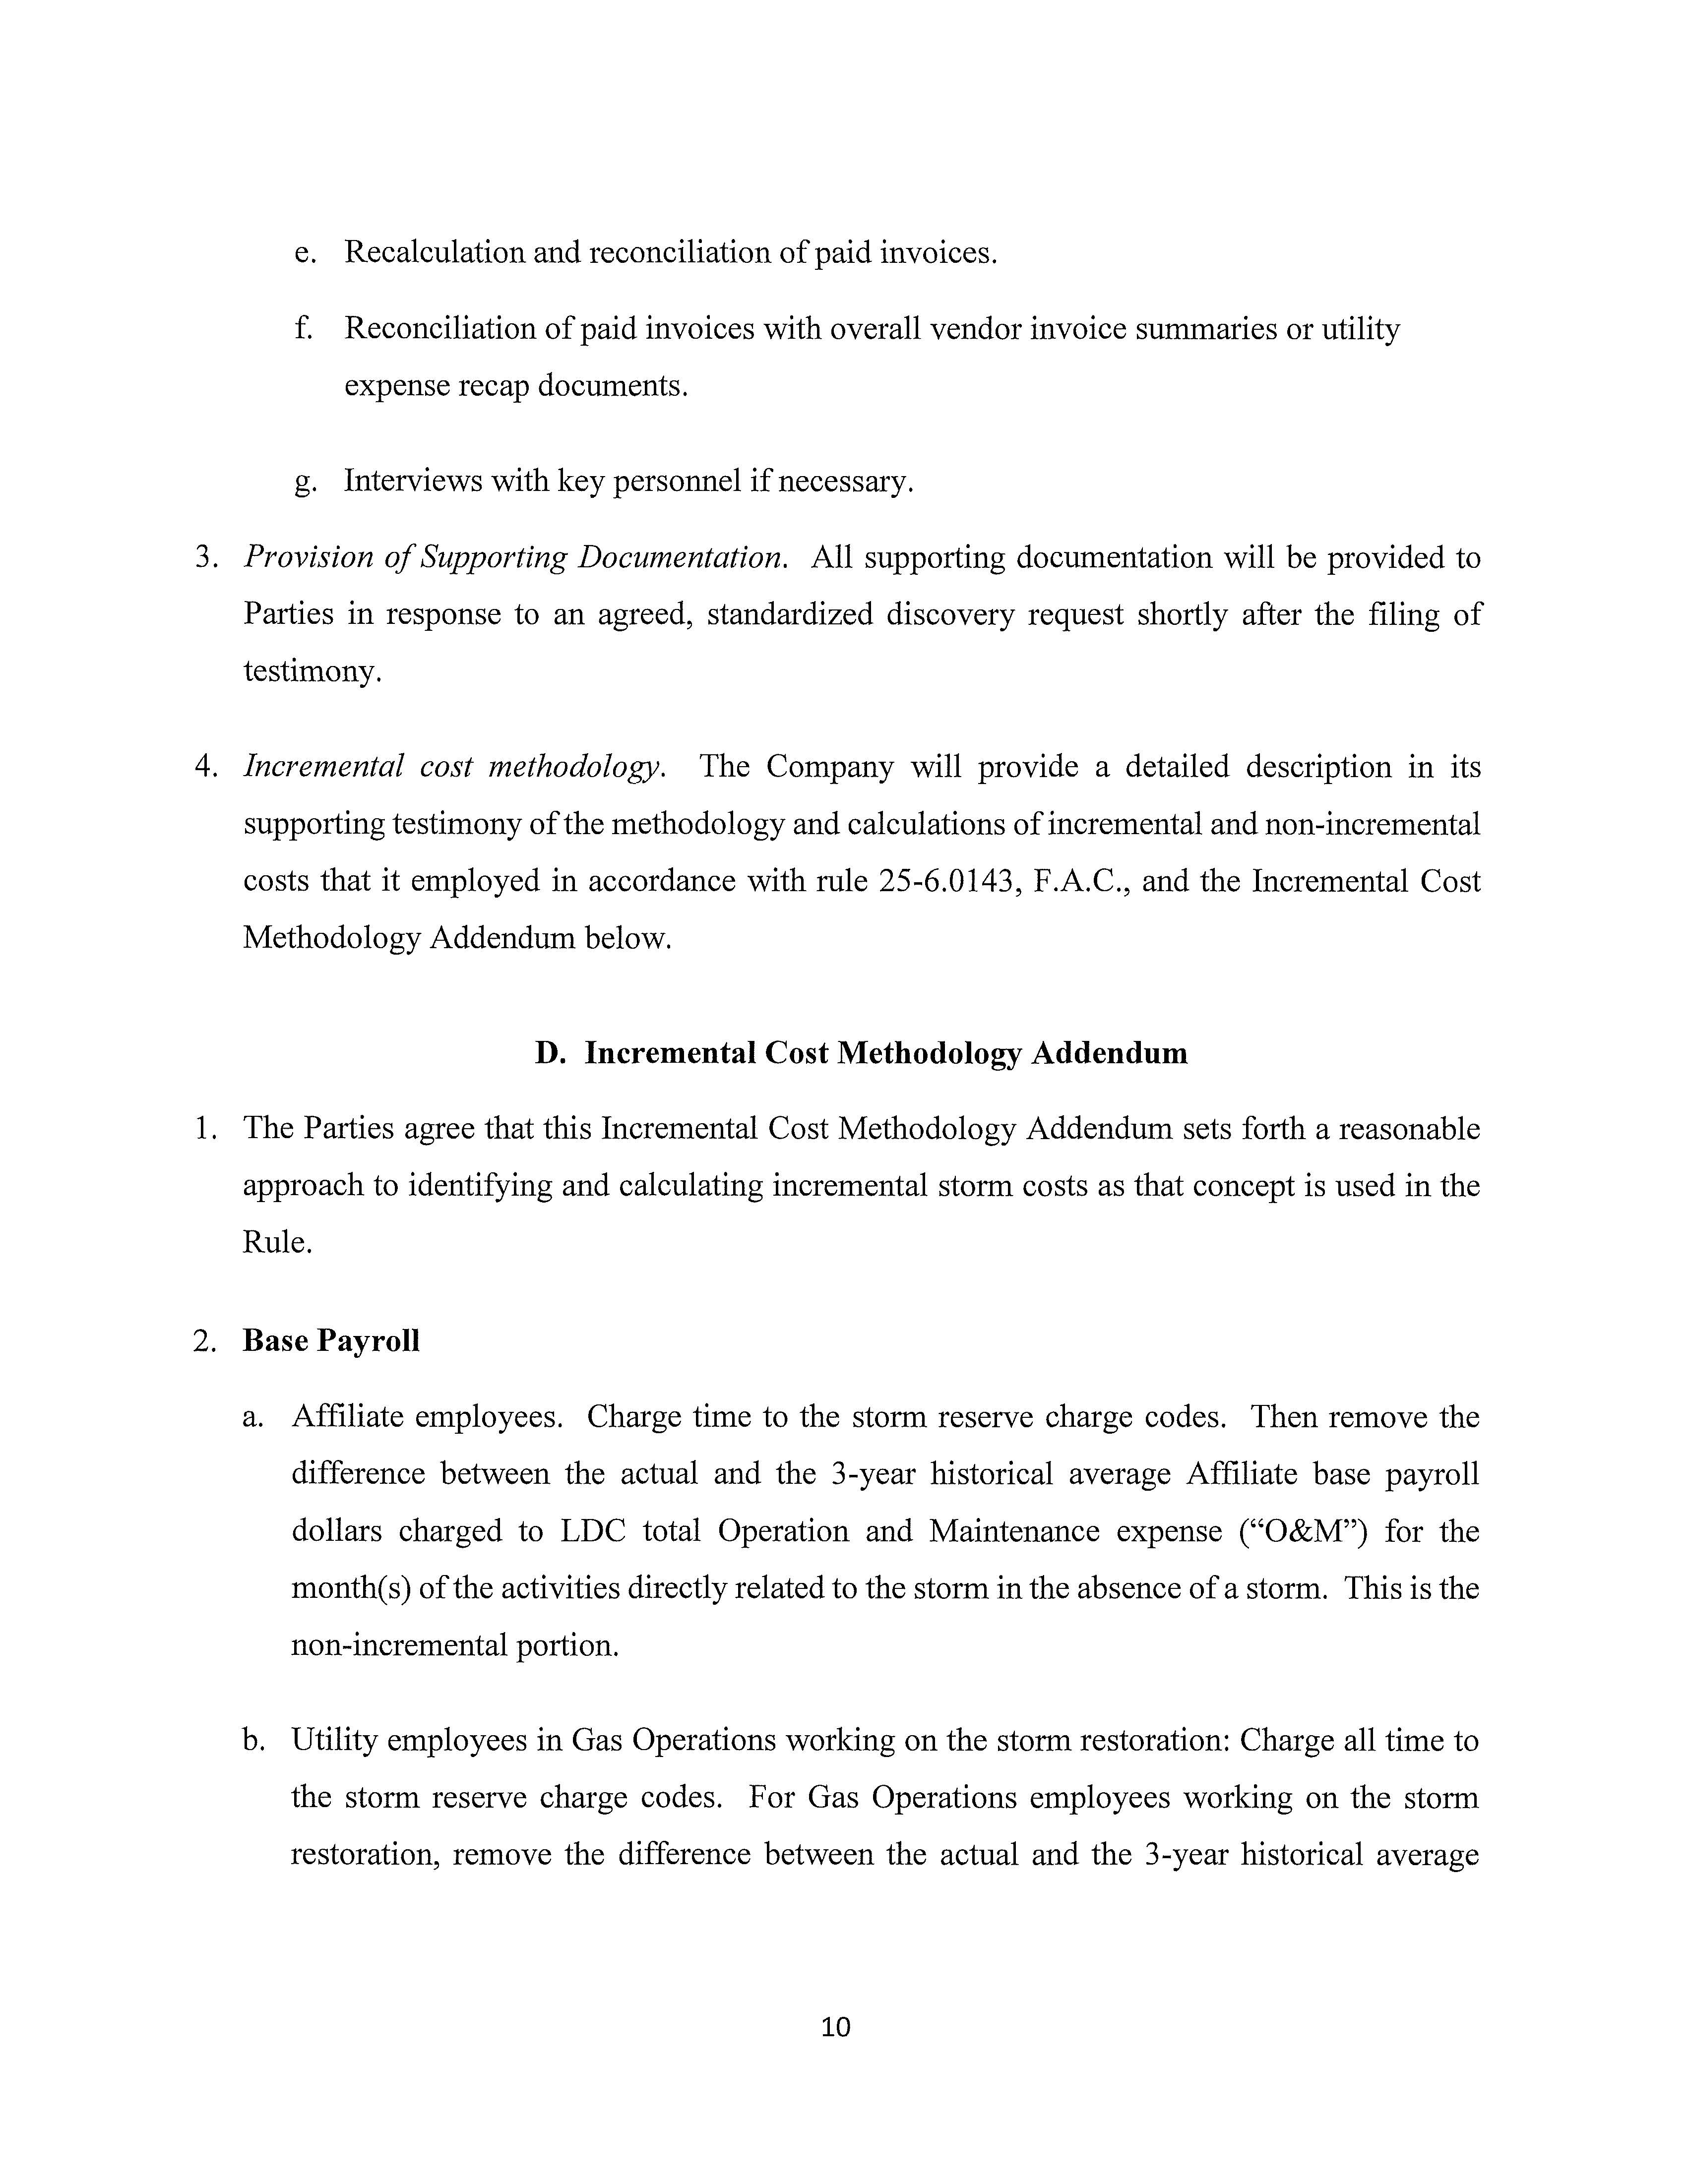 e. Recalculation and reconciliation of paid invoices.
f. Reconciliation of paid invoices with overall vendor invoice summaries or utility
expense recap documents.
g. Interviews with key personnel if necessary.
3. Provision of Supporting Documentation. All supporting documentation will be provided to
Parties in response to an agreed, standardized discovery request shortly after the filing of
testimony.
4. Incremental cost methodology. The Company will provide a detailed description in its
supporting testimony of the methodology and calculations of incremental and non-incremental
costs that it employed in accordance with rule 25-6.0143, F.A.C., and the Incremental Cost
Methodology Addendum below.
D. Incremental Cost Methodology Addendum
1. The Parties agree that this Incremental Cost Methodology Addendum sets forth a reasonable
approach to identifying and calculating incremental storm costs as that concept is used in the
Rule.
2. Base Payroll
a. Affiliate employees. Charge time to the storm reserve charge codes. Then remove the
difference between the actual and the 3-year historical average Affiliate base payroll
dollars charged to LDC total Operation and Maintenance expense (“O&M”) for the
month(s) of the activities directly related to the storm in the absence of a storm. This is the
non-incremental portion.
b. Utility employees in Gas Operations working on the storm restoration: Charge all time to
the storm reserve charge codes. For Gas Operations employees working on the storm
restoration, remove the difference between the actual and the 3-year historical average
10